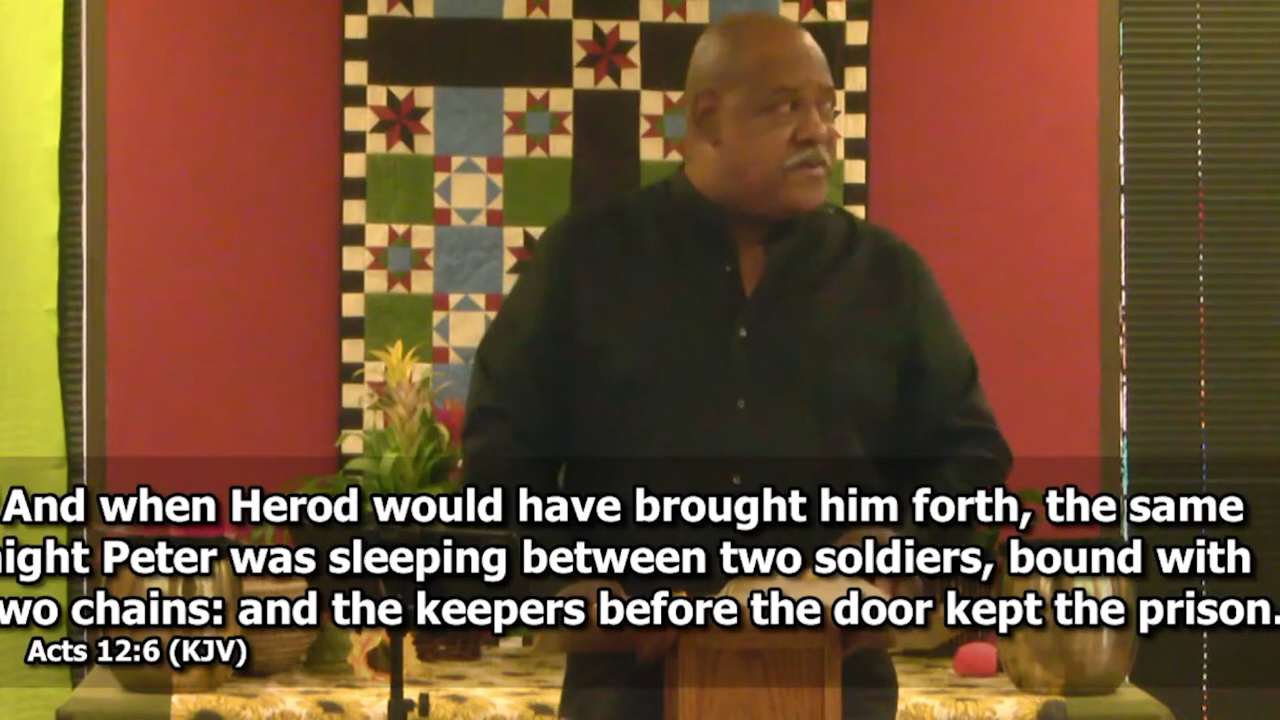 And when Herod would have brought him forth, the same
ight Peter was sleeping between two soldiers, bound with
wo chains: and the keepers before the door kept the prison.
Acts 12:6 (KJV)